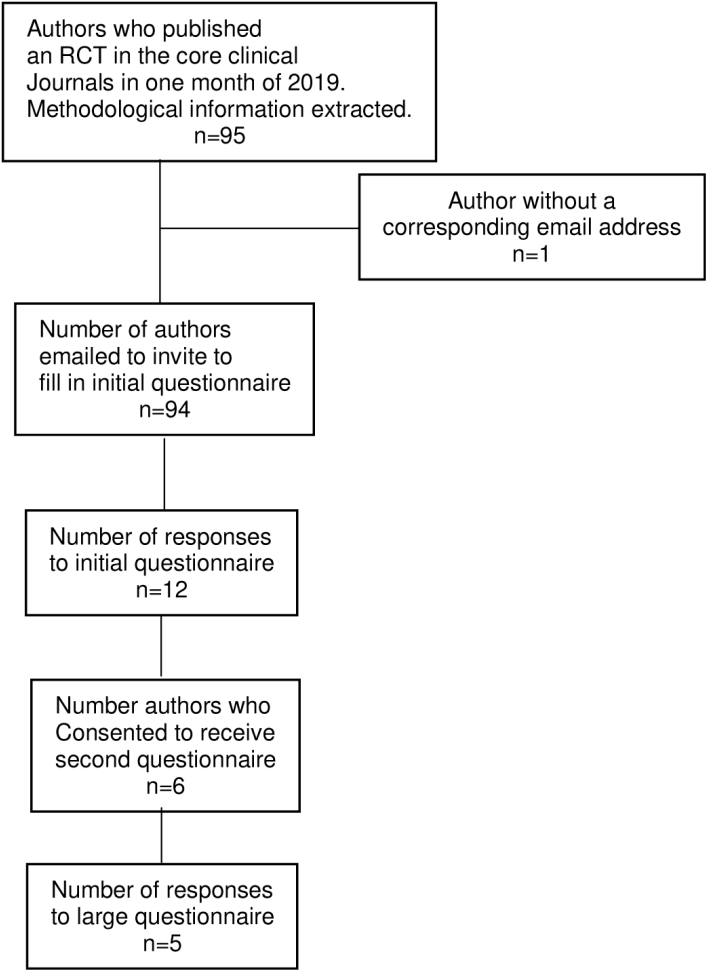 Authors who published
an RCT in the core clinical
Journals in one month of 2019.
Methodological information extracted.
n=95
Author without a
corresponding email address
n=1
Number of authors
emailed to invite to
fill in initial questionnaire
n=94
Number of responses
to initial questionnaire
n=12
Number authors who
Consented to receive
second questionnaire
n=6
Number of responses
to large questionnaire
n=5